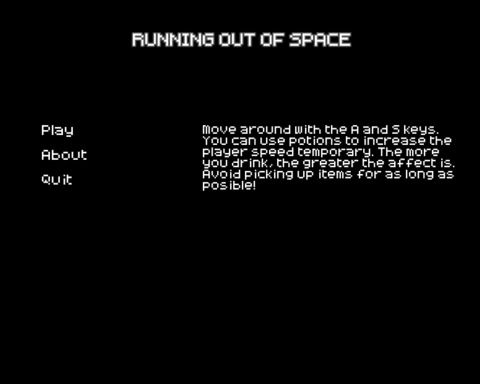 RUNNING OUT OF SPACE
Play
About
Quit
Move around with the A and S keys.
You can use potions to increase the
player speed temporary. The more
you drink, the greater the affect is.
Avoid picking up items for as long as
posible!